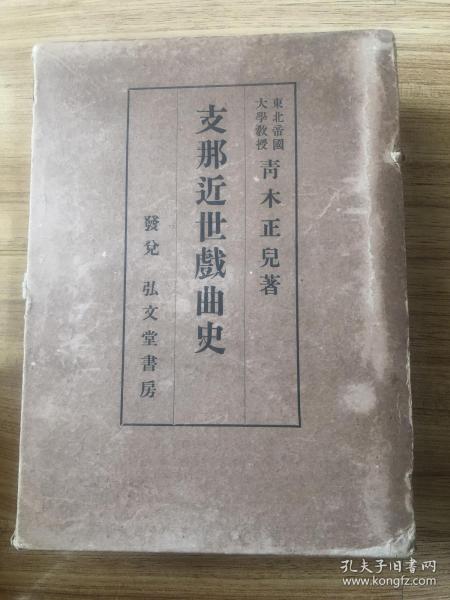 東北帝國
大學教授
靑木正兒著
支那近世戲曲史
發兌 弘文堂書房
孔夫子旧书网
www.kongfz.com